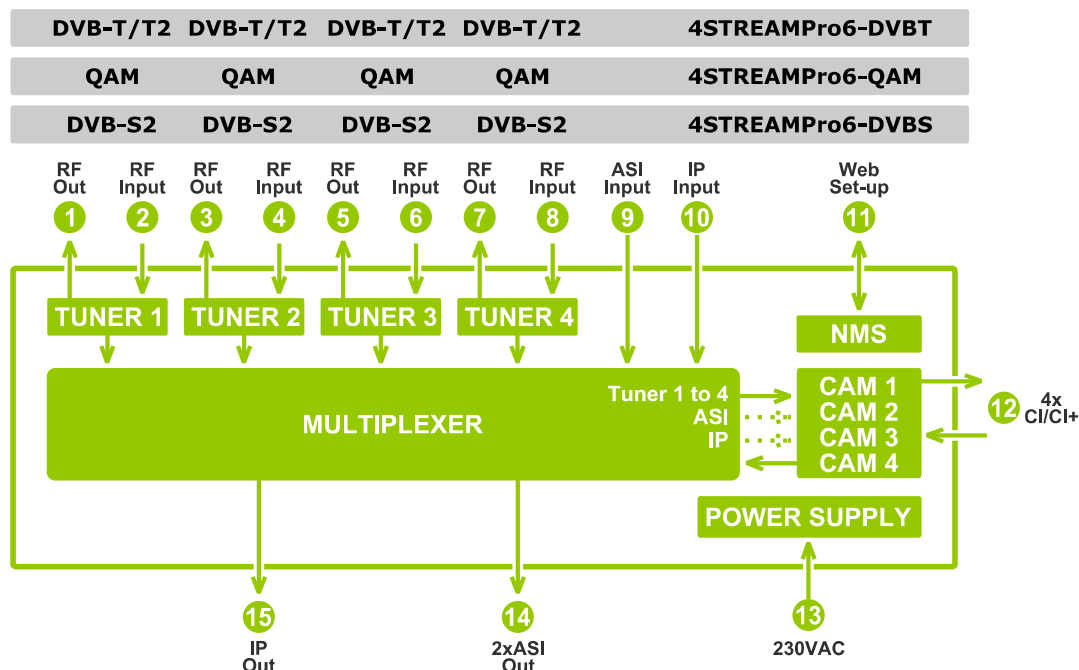 DVB-T/T2 DVB-T/T2 DVB-T/T2 DVB-T/T2 4STREAMPro6-DVBT
QAM QAM QAM QAM 4STREAMPro6-QAM
DVB-S2 DVB-S2 DVB-S2 DVB-S2 4STREAMPro6-DVBS
RF Out
RF Input
RF Out
RF Input
RF Out
RF Input
RF Out
RF Input
ASI Input
IP Input
Web Set-up
1 2 3 4 5 6 7 8 9 10 11
TUNER 1 TUNER 2 TUNER 3 TUNER 4
NMS
MULTIPLEXER
Tuner 1 to 4
ASI
IP
CAM 1
CAM 2
CAM 3
CAM 4
12
4x
CI/CI+
POWER SUPPLY
15 14 13
IP
Out
2xASI
Out
230VAC